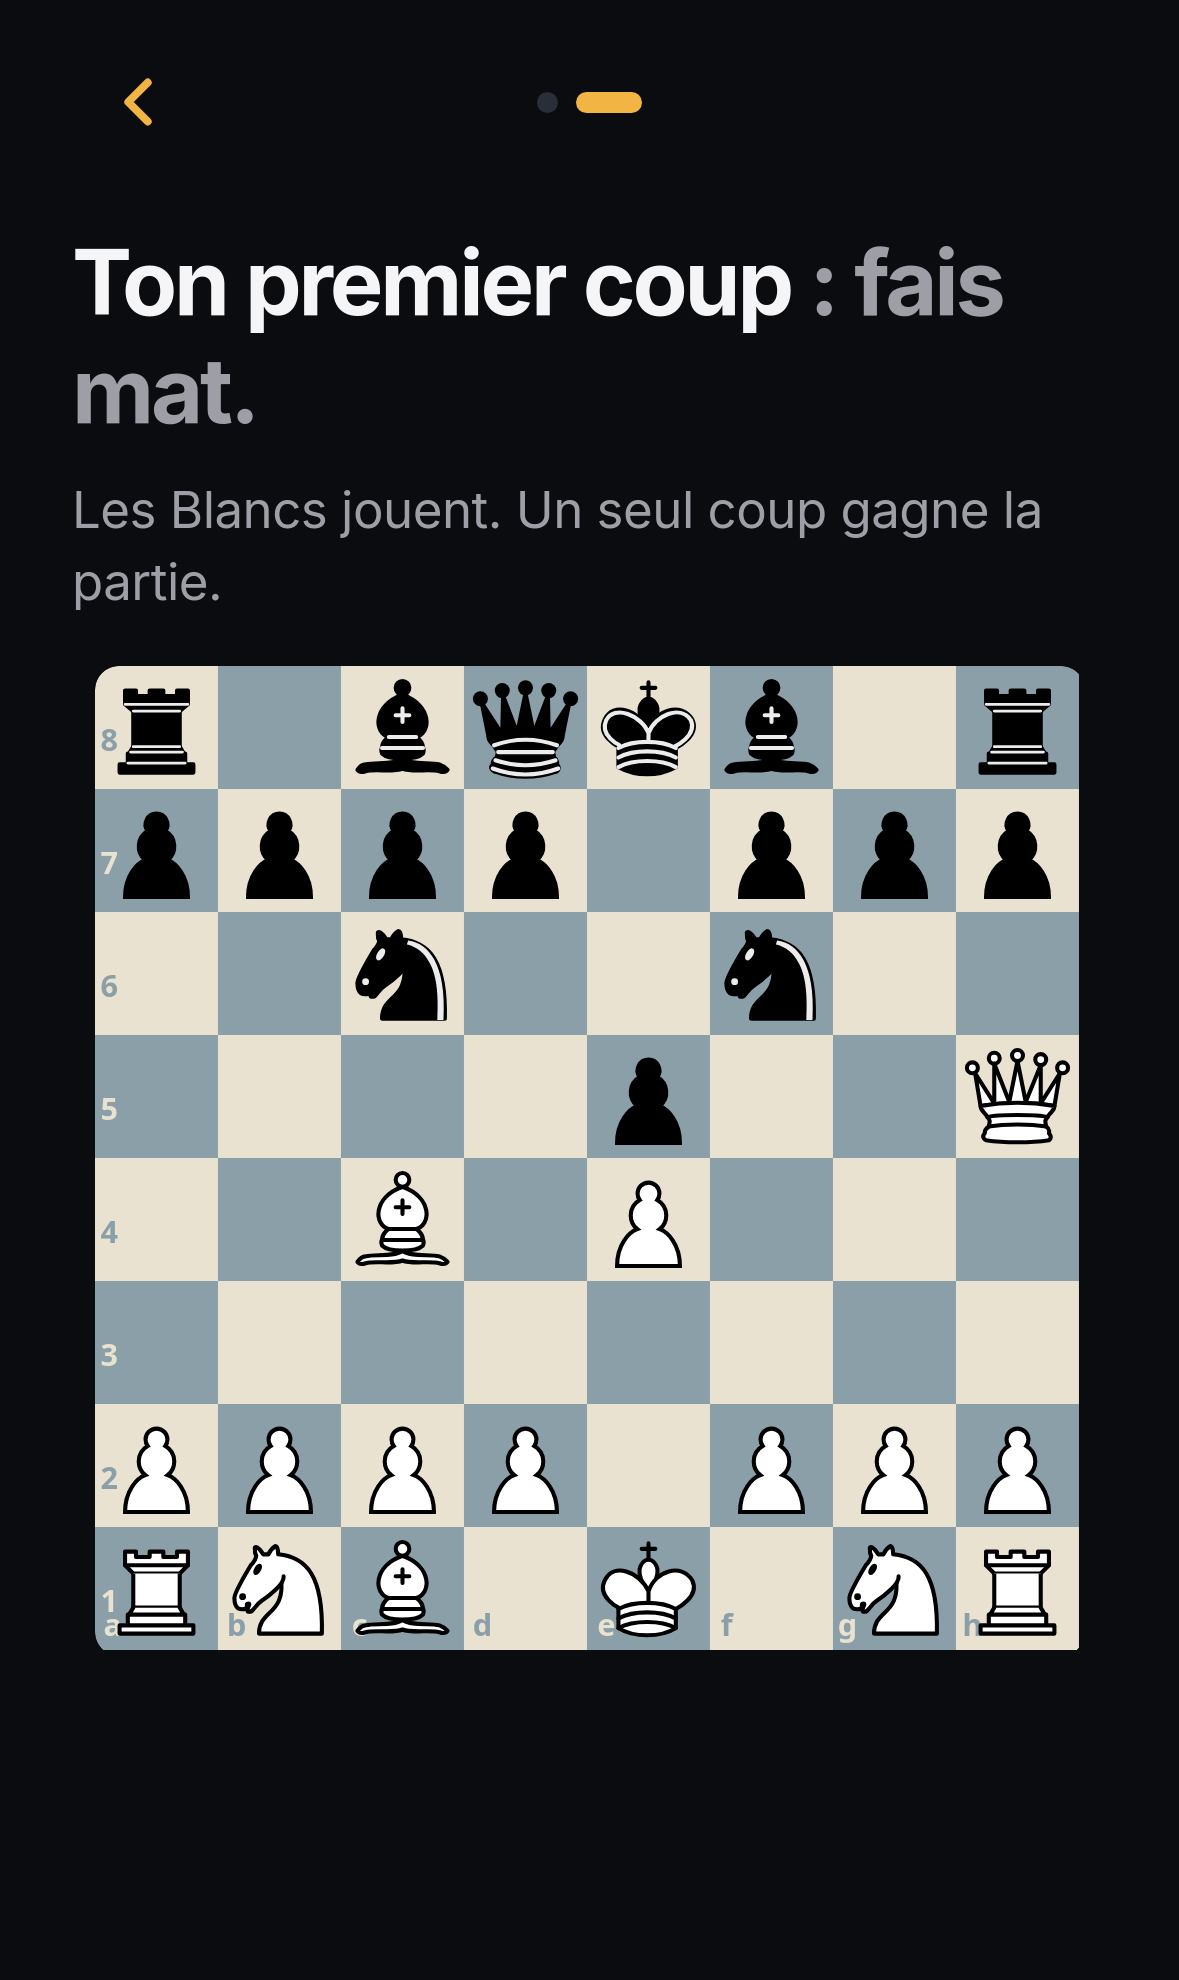 Ton premier coup : fais
mat.
Les Blancs jouent. Un seul coup gagne la
partie.
8
7
6
5
4
3
2
1
a b c d e f g h